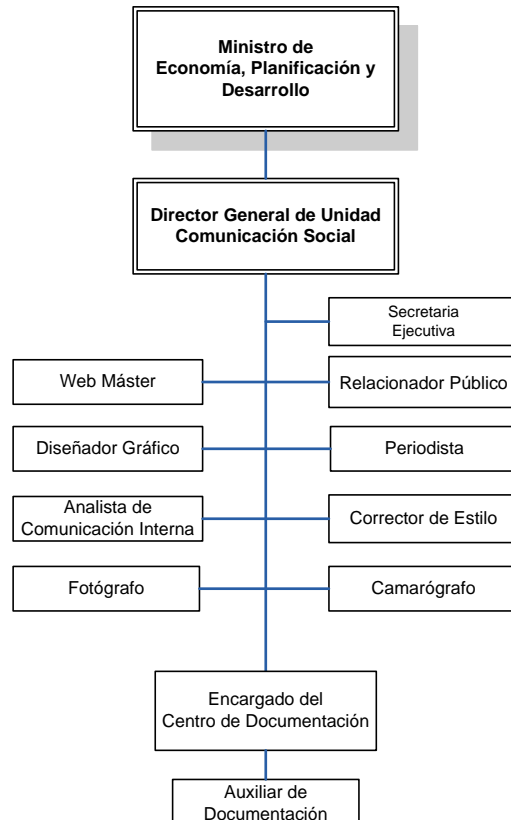 Ministro de
Economía, Planificación y
Desarrollo
Director General de Unidad
Comunicación Social
Secretaria
Ejecutiva
Web Máster
Relacionador Público
Diseñador Gráfico
Periodista
Analista de
Comunicación Interna
Corrector de Estilo
Fotógrafo
Camarógrafo
Encargado del
Centro de Documentación
Auxiliar de
Documentación